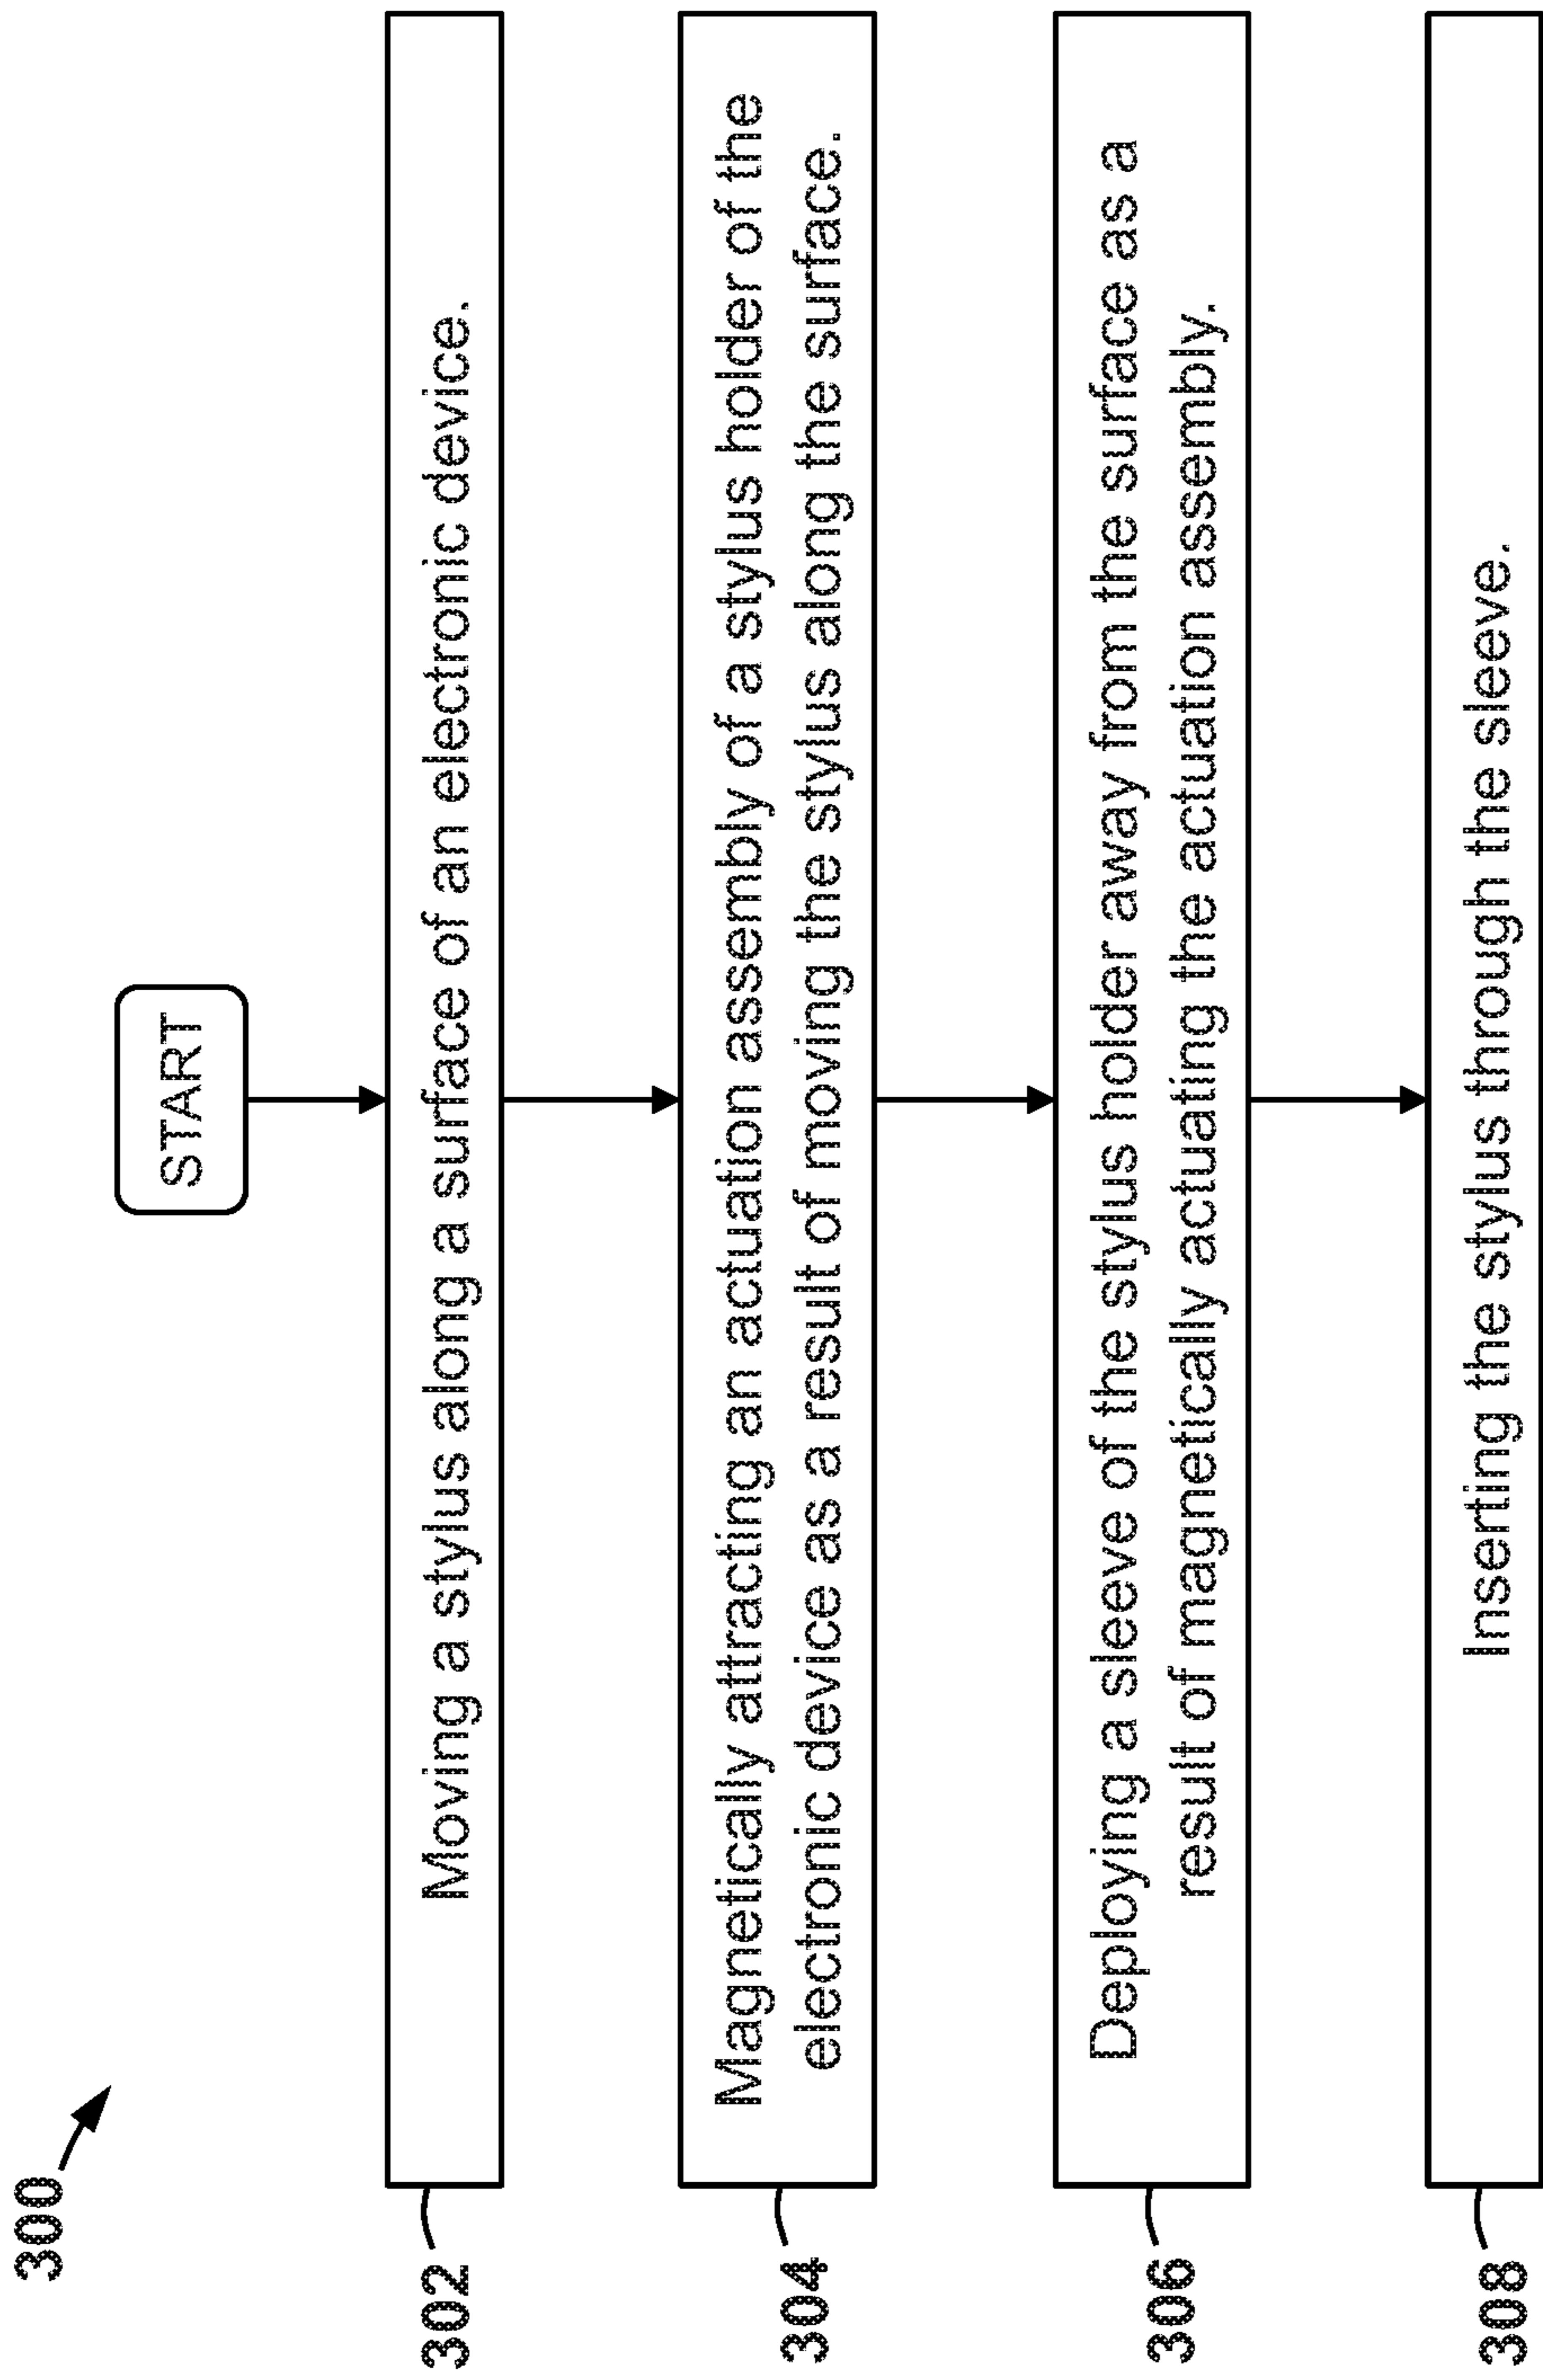 300
START
302
Moving a stylus along a surface of an electronic device.
304
Magnetically attracting an actuation assembly of a stylus holder of the
electronic device as a result of moving the stylus along the surface.
306
Deploying a sleeve of the stylus holder away from the surface as a
result of magnetically actuating the actuation assembly.
308
Inserting the stylus through the sleeve.